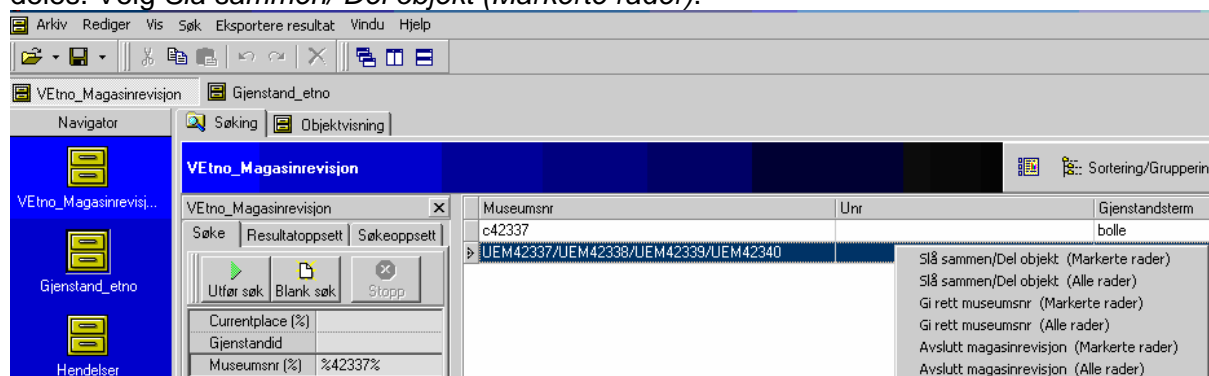 deles. Velg Slå sammen/ Del objekt (Markerte rader).
Arkiv Rediger Vis Søk Eksportere resultat Vindu Hjelp
VEtno_Magasinrevisjon Gjenstand_etno
Navigator Søking Objektvisning
VEtno_Magasinrevisjon Sortering/Grupperin
VEtno_Magasinrevisj...
VEtno_Magasinrevisjon Museumsnr Unr Gjenstandsterm
Søke Resultatoppsett Søkeoppsett c42337 bolle
UEM42337/UEM42338/UEM42339/UEM42340
Slå sammen/Del objekt (Markerte rader)
Utfør søk Blank søk Stopp
Slå sammen/Del objekt (Alle rader)
Gjenstand_etno
Gi rett museumsnr (Markerte rader)
Currentplace (%)
Gi rett museumsnr (Alle rader)
Gjenstandid
Avslutt magasinrevisjon (Markerte rader)
Museumsnr (%) %42337%
Avslutt magasinrevisjon (Alle rader)
Hendelser